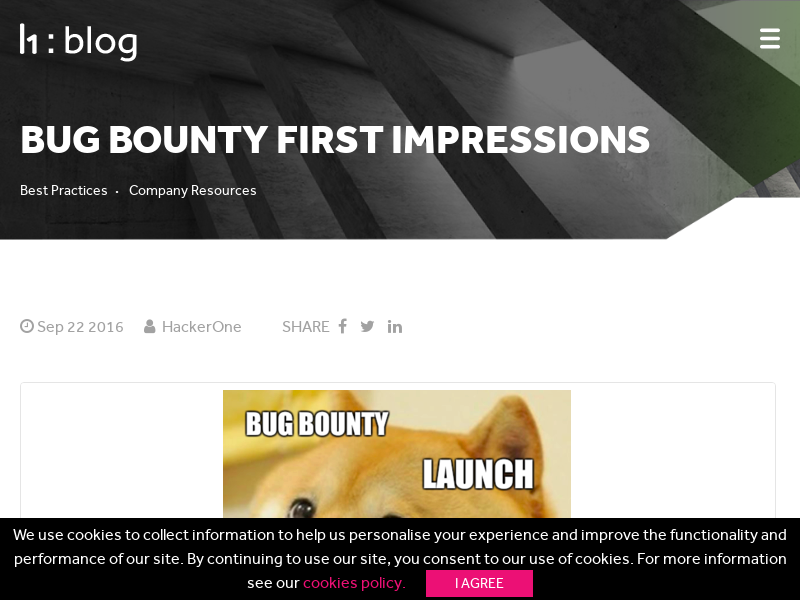 h : blog
BUG BOUNTY FIRST IMPRESSIONS
Best Practices · Company Resources
Sep 22 2016 HackerOne SHARE
BUG BOUNTY
LAUNCH
We use cookies to collect information to help us personalise your experience and improve the functionality and
performance of our site. By continuing to use our site, you consent to our use of cookies. For more information
see our cookies policy. I AGREE